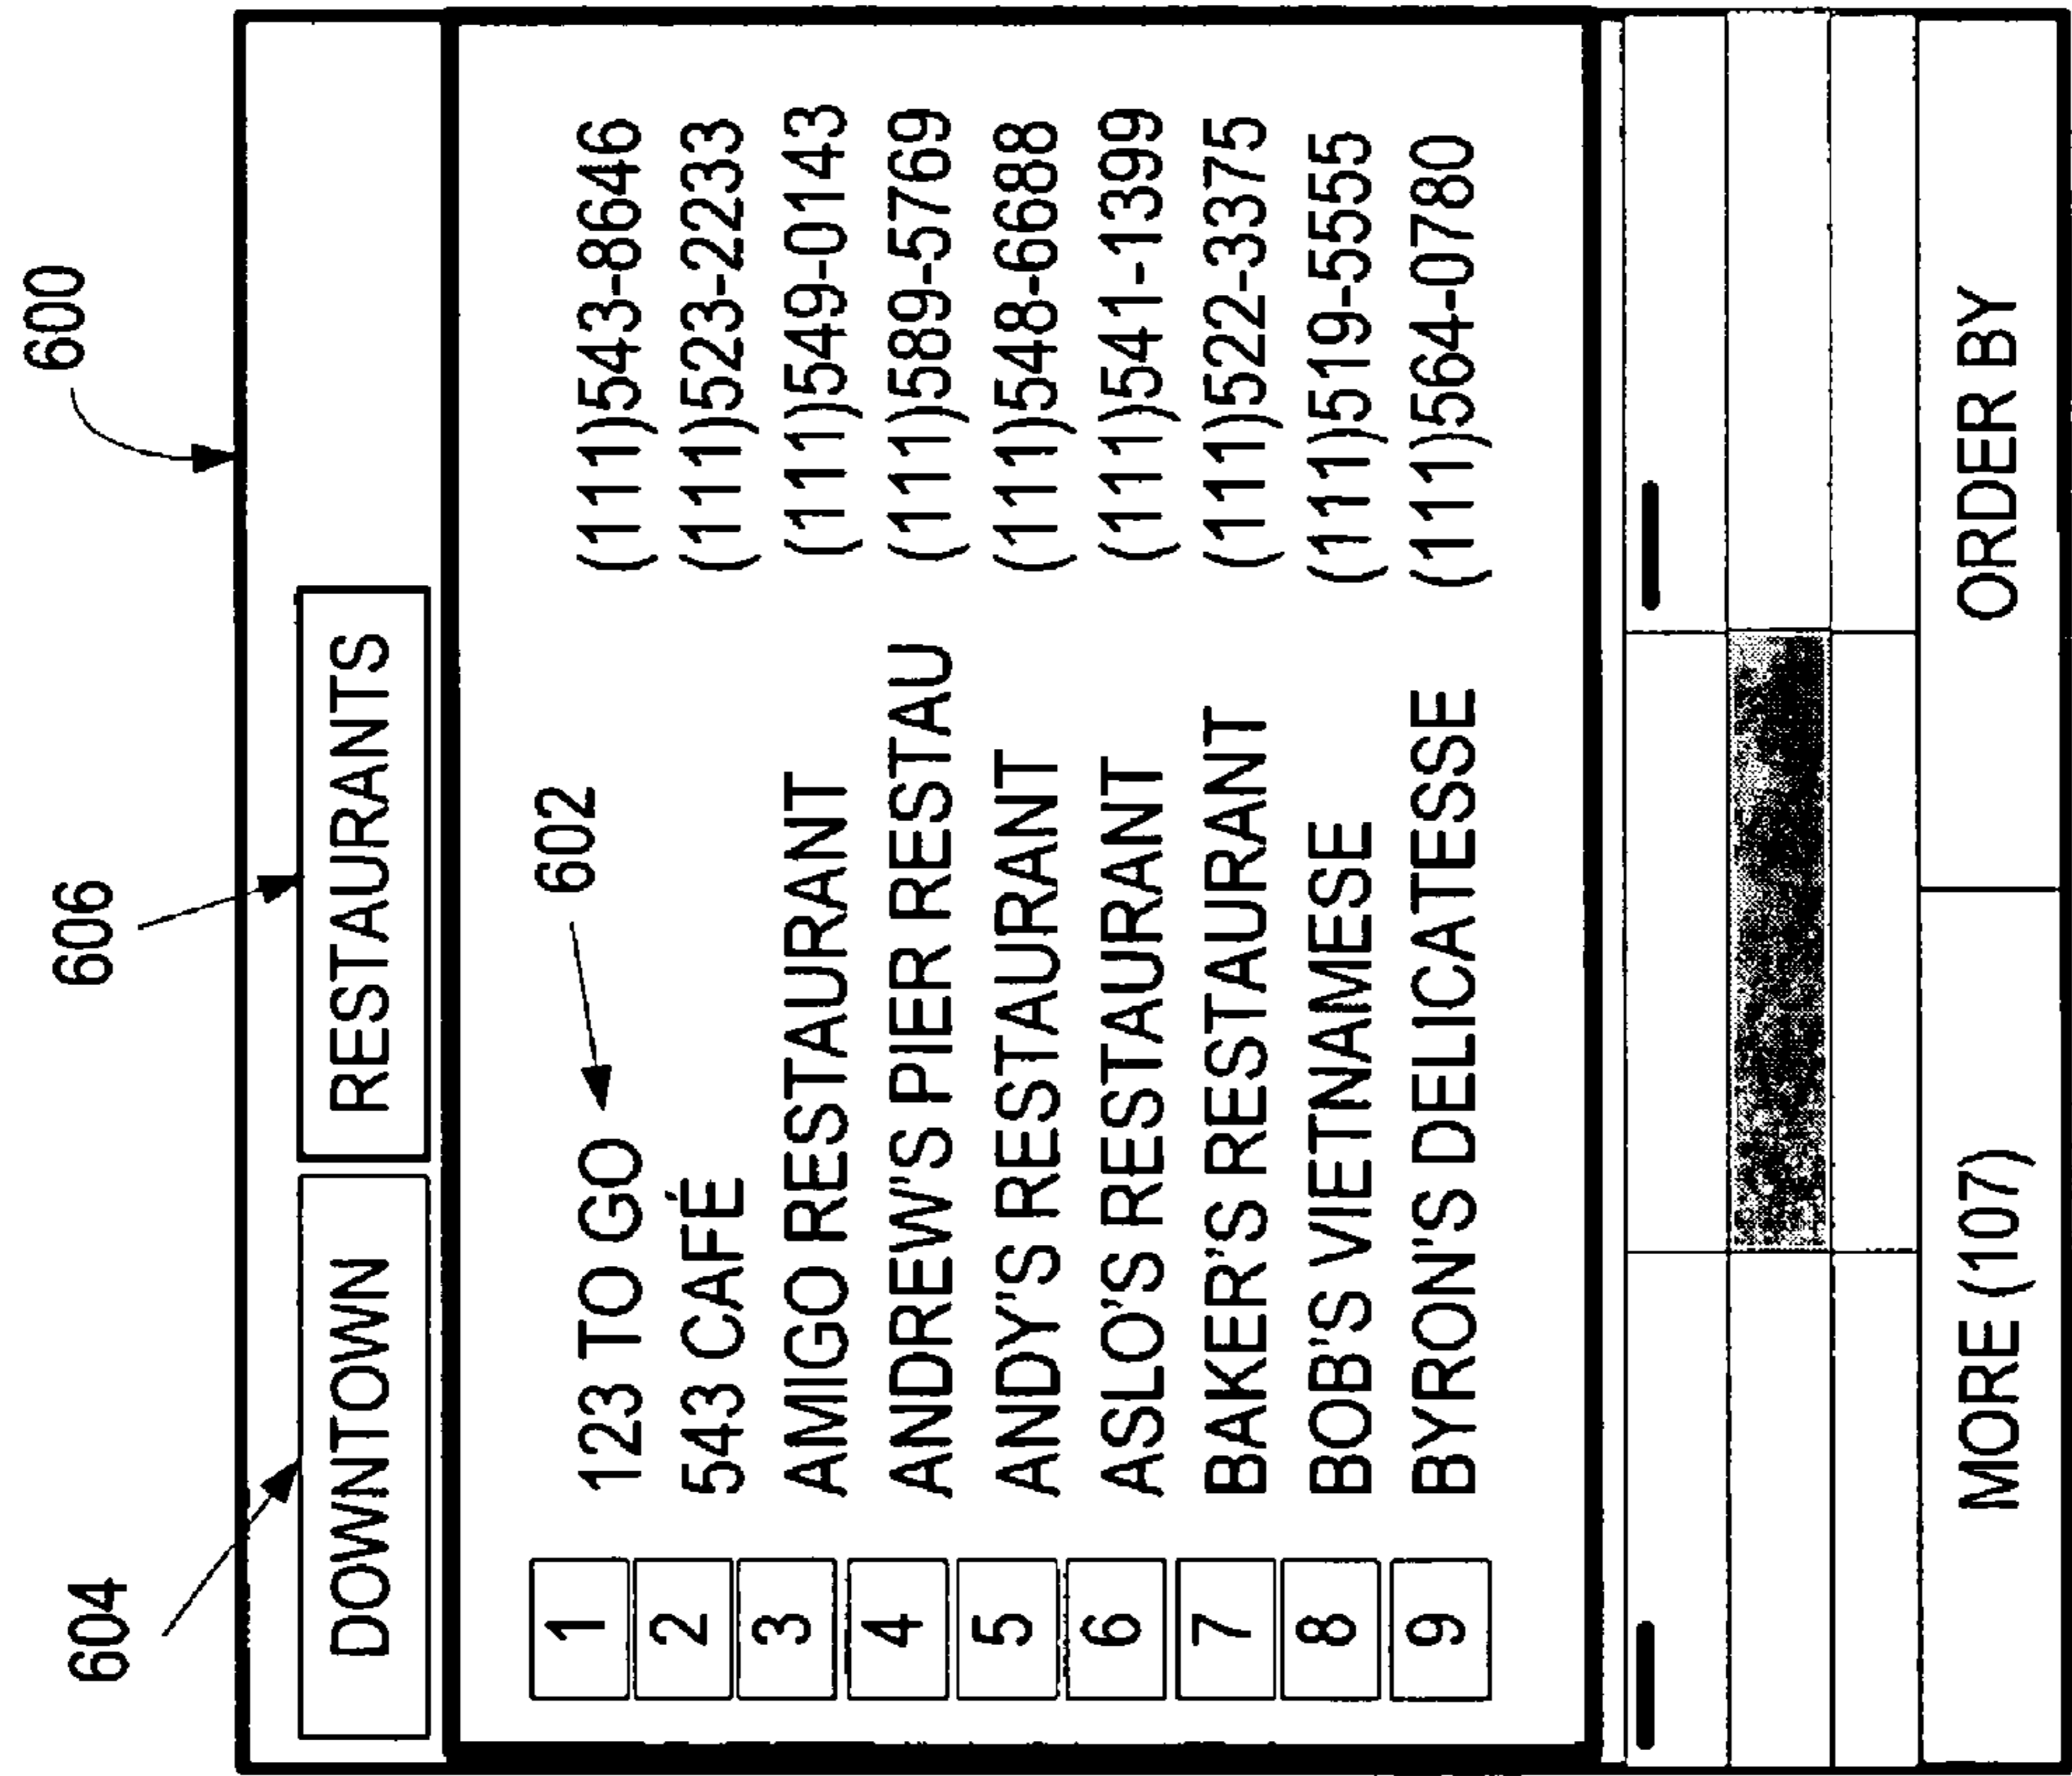 600
604 606
DOWNTOWN RESTAURANTS
602
1 123 TO GO (111)543-8646
2 543 CAFÉ (111)523-2233
3 AMIGO RESTAURANT (111)549-0143
4 ANDREW'S PIER RESTAU (111)589-5769
5 ANDY'S RESTAURANT (111)548-6688
6 ASLO'S RESTAURANT (111)541-1399
7 BAKER'S RESTAURANT (111)522-3375
8 BOB'S VIETNAMESE (111)519-5555
9 BYRON'S DELICATESSE (111)564-0780
MORE (107) ORDER BY